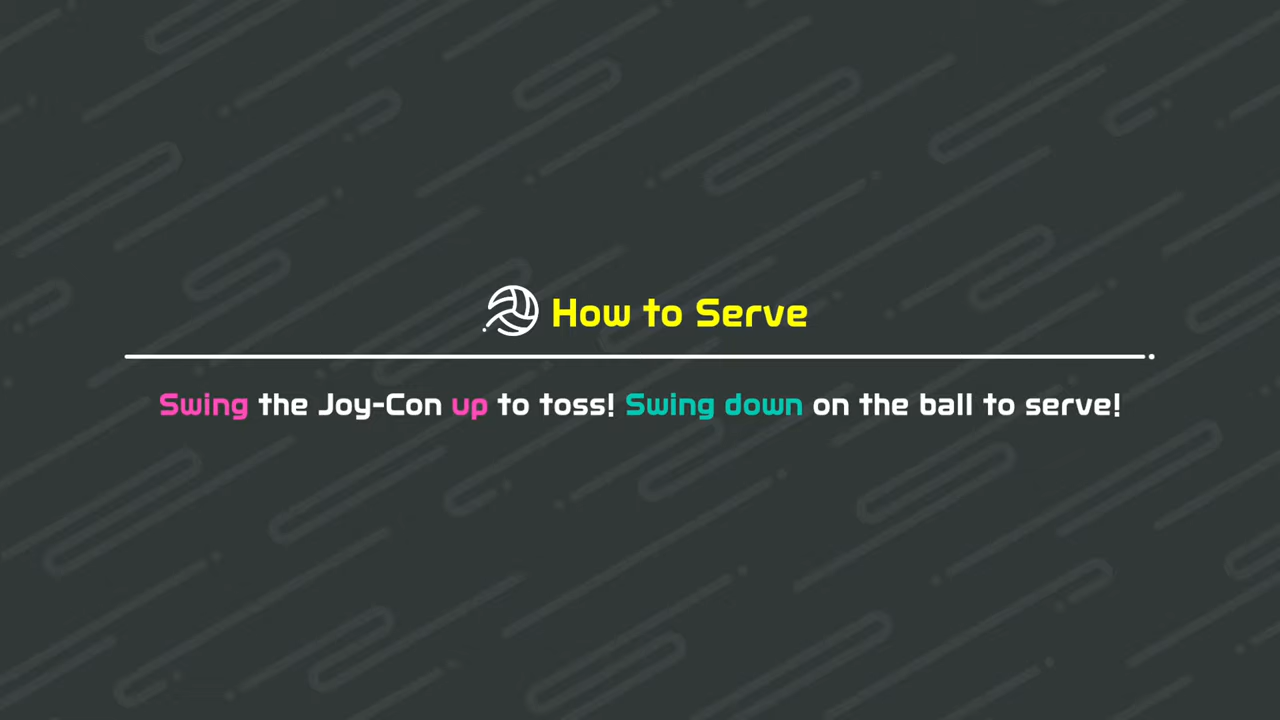 How to Serve
Swing the Joy-Con up to toss! Swing down on the ball to serve!